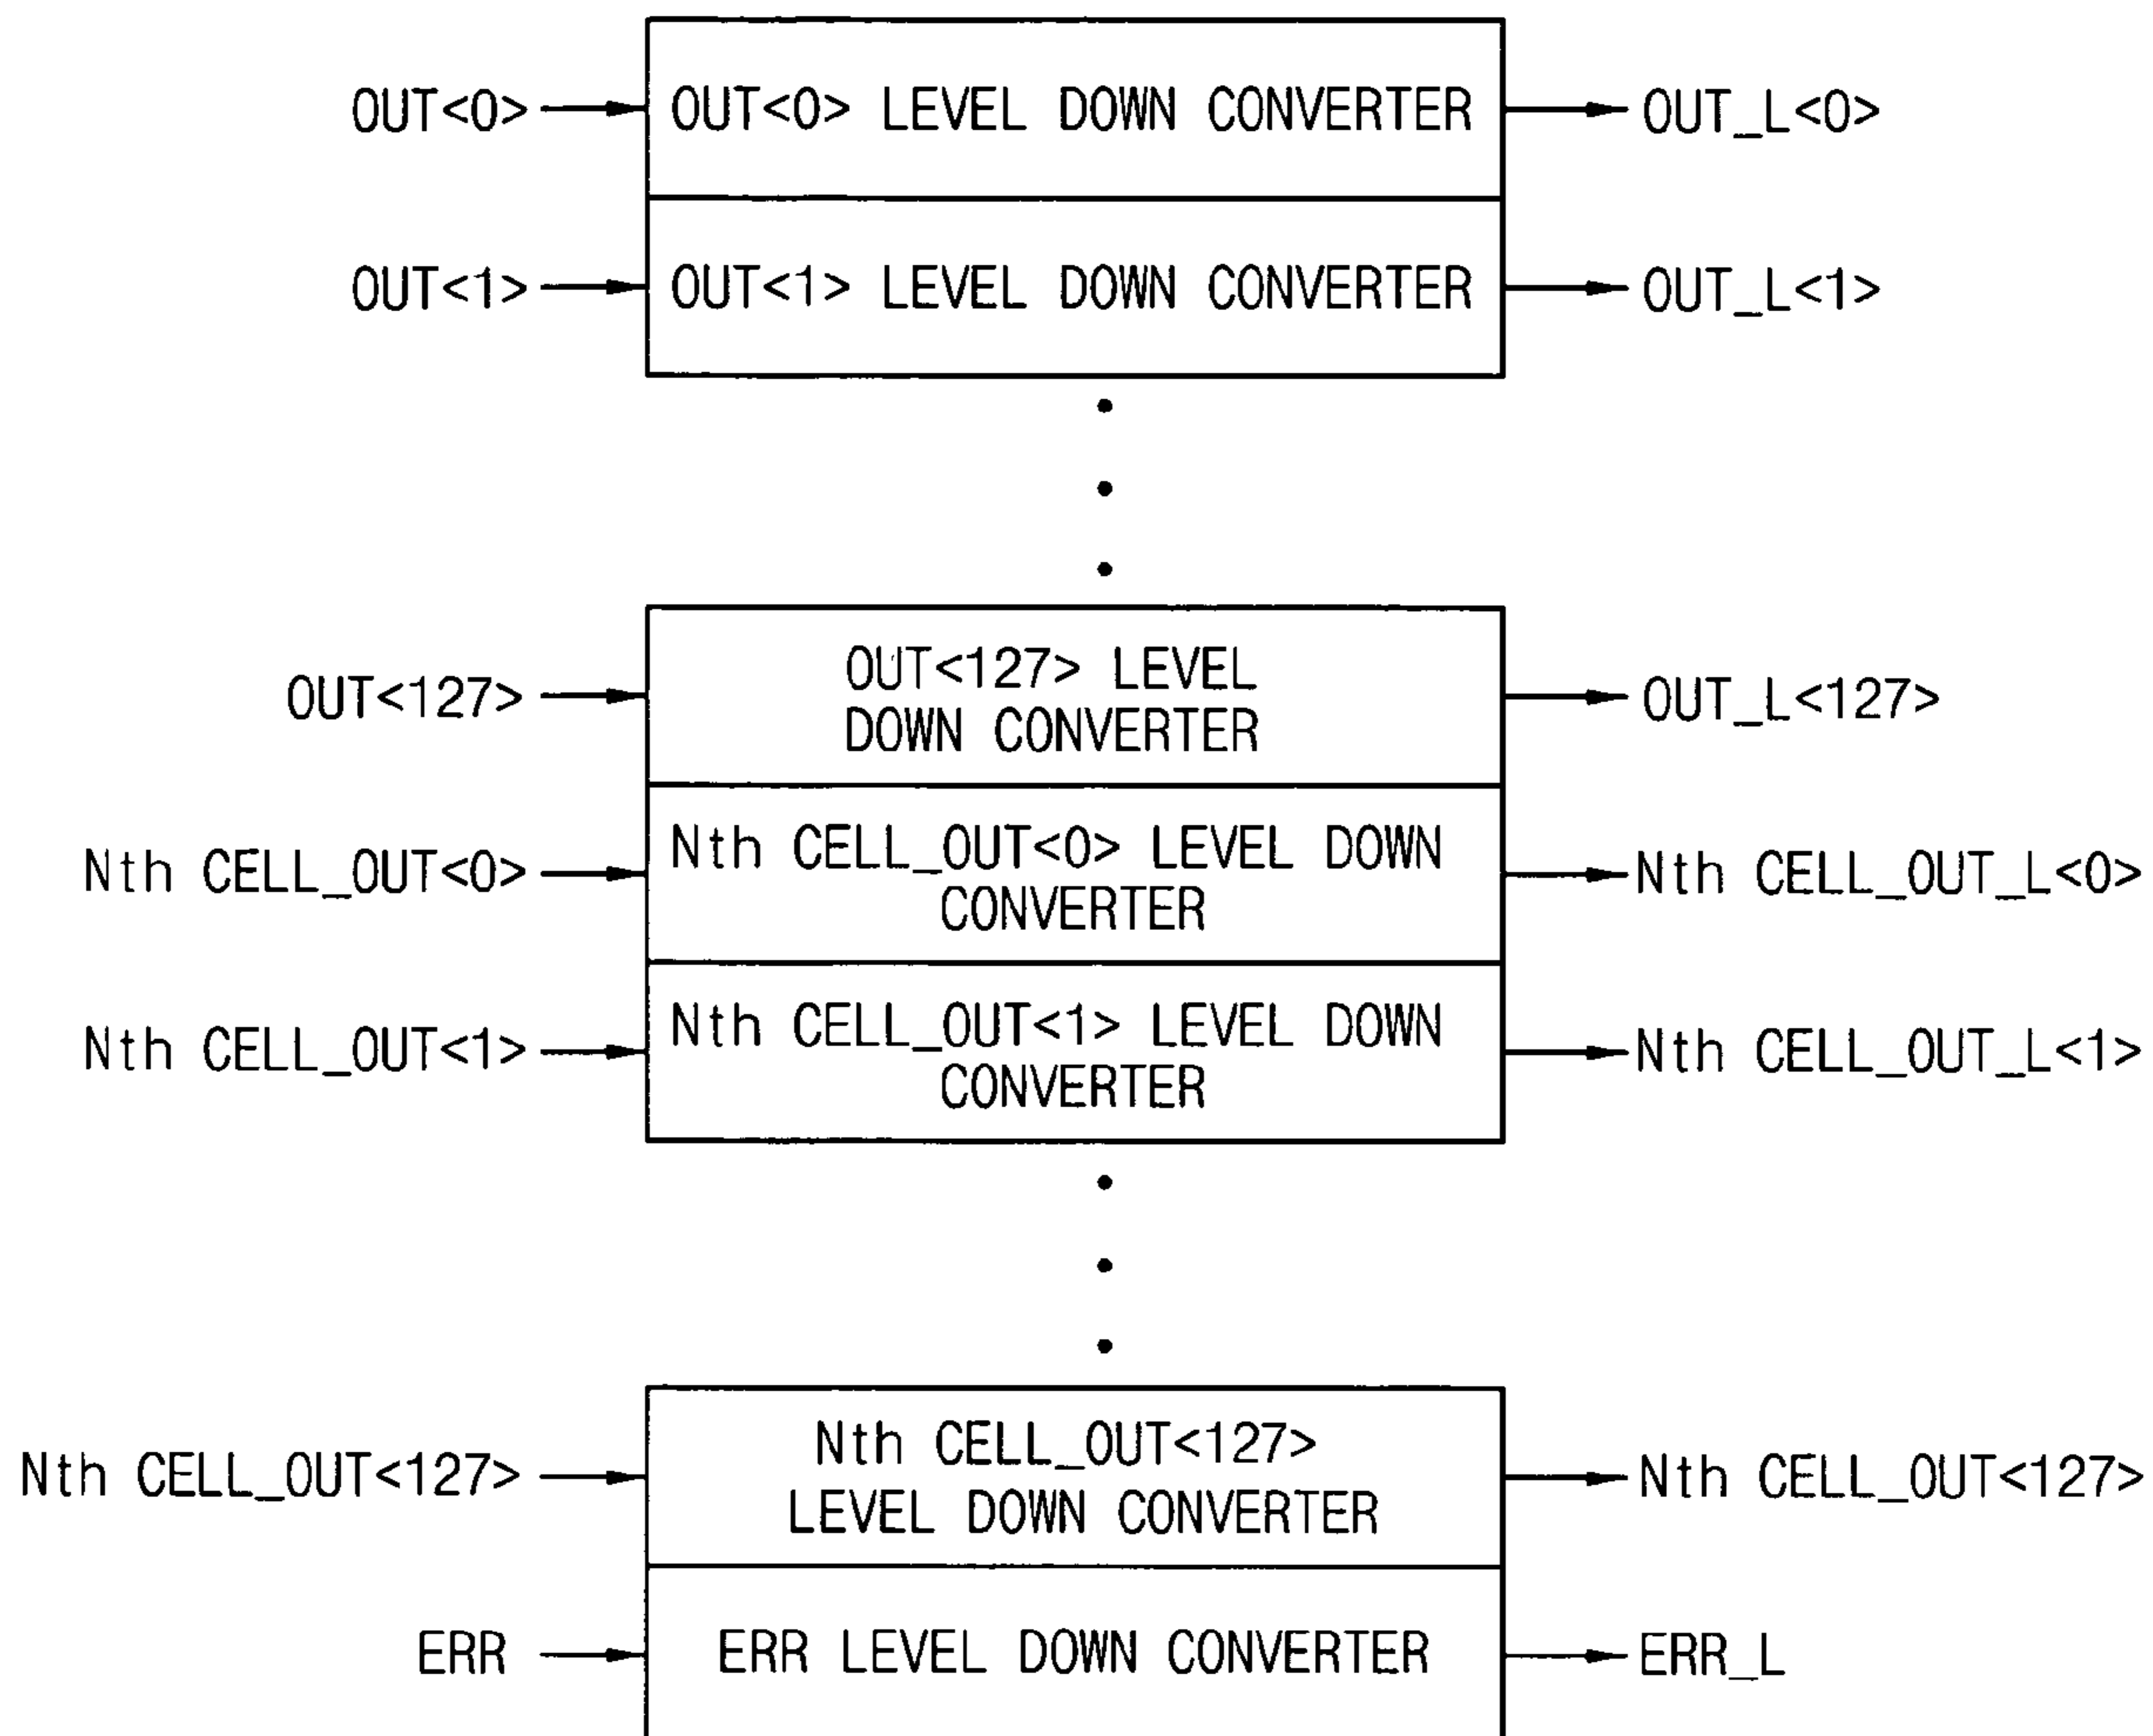 OUT<0>
OUT<0> LEVEL DOWN CONVERTER
OUT_L<0>
OUT<1>
OUT<1> LEVEL DOWN CONVERTER
OUT_L<1>
OUT<127>
OUT<127> LEVEL
DOWN CONVERTER
OUT_L<127>
Nth CELL_OUT<0>
Nth CELL_OUT<0> LEVEL DOWN
CONVERTER
Nth CELL_OUT_L<0>
Nth CELL_OUT<1>
Nth CELL_OUT<1> LEVEL DOWN
CONVERTER
Nth CELL_OUT_L<1>
Nth CELL_OUT<127>
Nth CELL_OUT<127>
LEVEL DOWN CONVERTER
Nth CELL_OUT<127>
ERR
ERR LEVEL DOWN CONVERTER
ERR_L